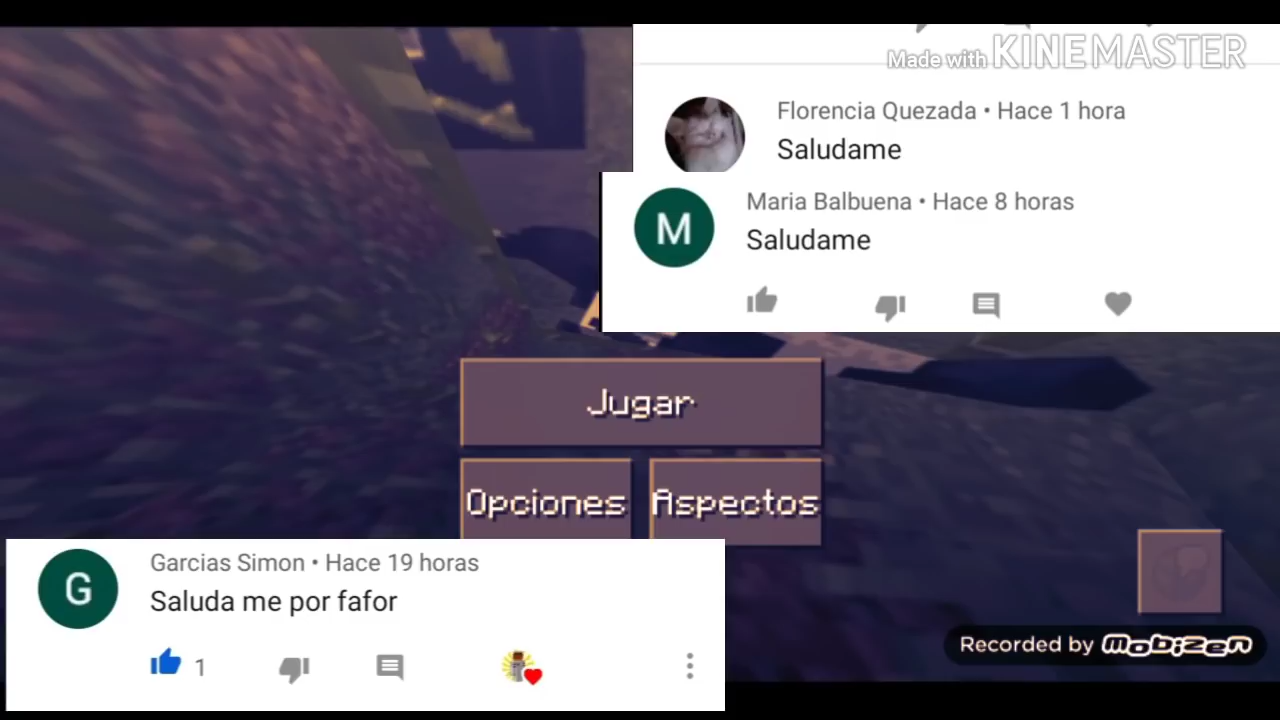 Made with KINEMASTER
Florencia Quezada • Hace 1 hora
Saludame
M
Maria Balbuena • Hace 8 horas
Saludame
Jugar
Opciones
Aspectos
G
Garcias Simon • Hace 19 horas
Saluda me por fafor
1
Recorded by mobizen